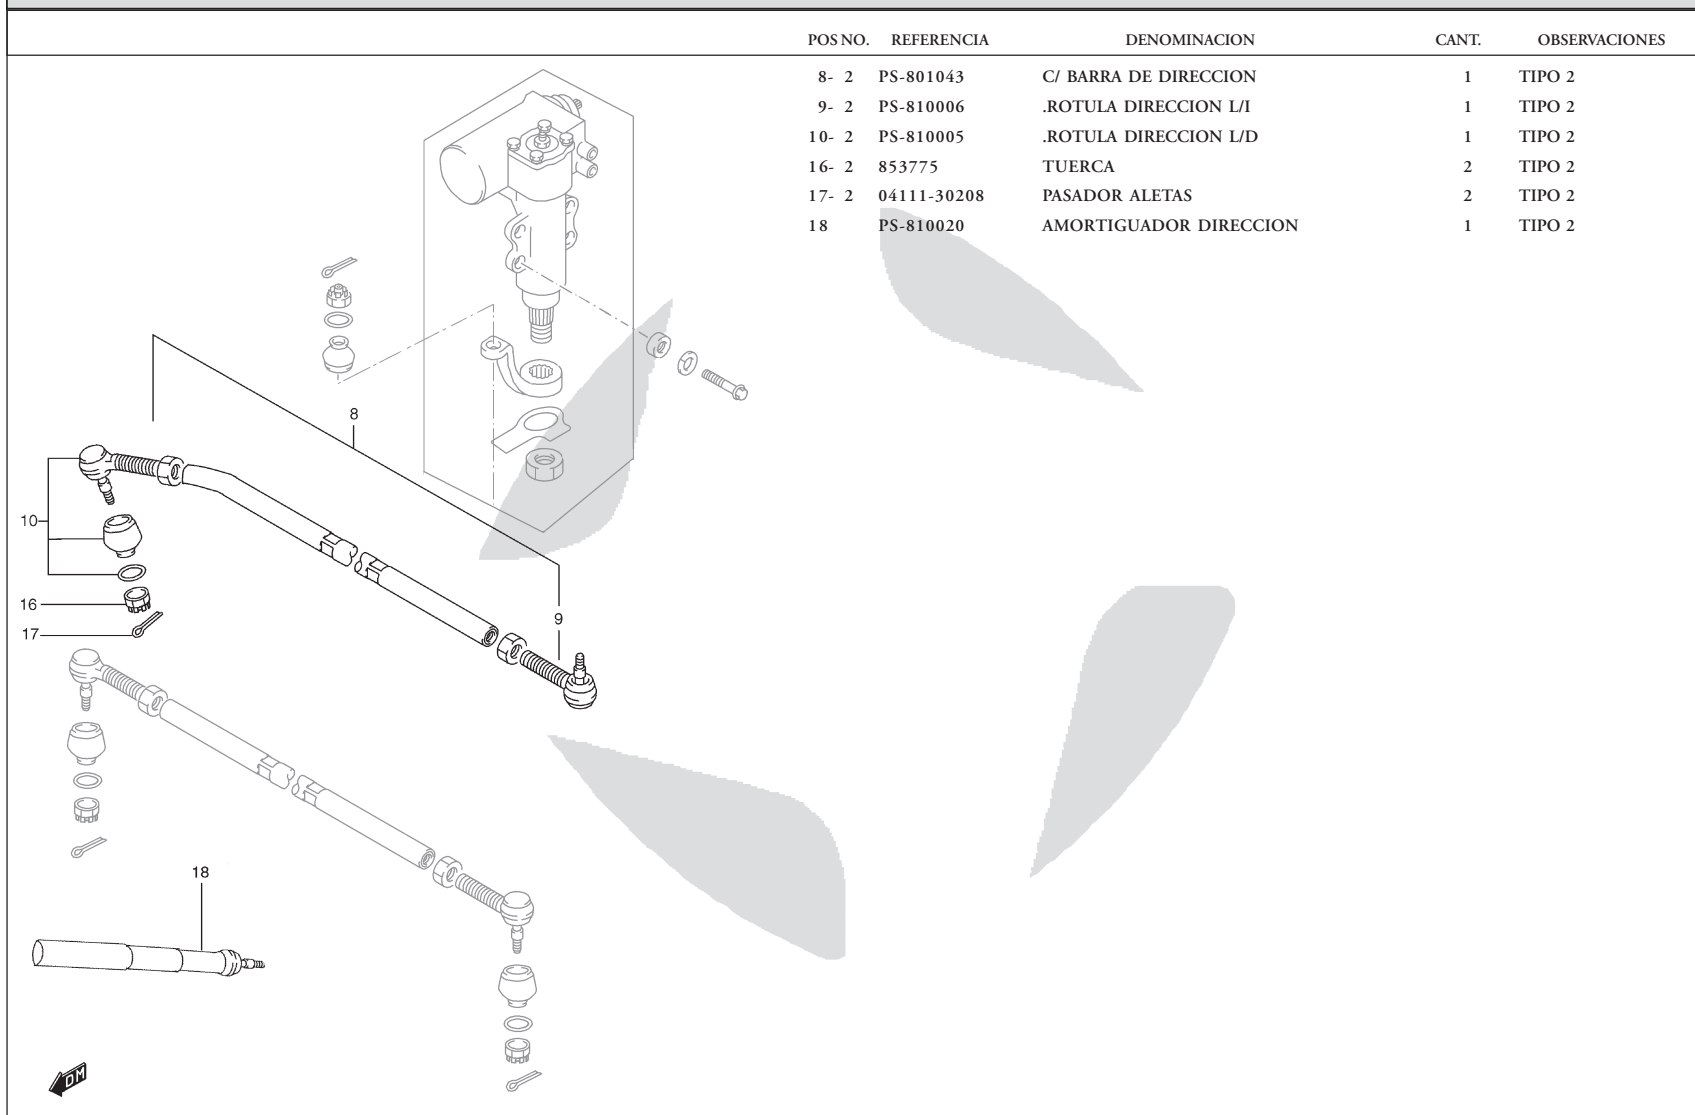 POS NO. REFERENCIA DENOMINACION CANT. OBSERVACIONES
8- 2 PS-801043 C/ BARRA DE DIRECCION 1 TIPO 2
9- 2 PS-810006 .ROTULA DIRECCION L/I 1 TIPO 2
10- 2 PS-810005 .ROTULA DIRECCION L/D 1 TIPO 2
16- 2 853775 TUERCA 2 TIPO 2
17- 2 04111-30208 PASADOR ALETAS 2 TIPO 2
18 PS-810020 AMORTIGUADOR DIRECCION 1 TIPO 2
8
10
16
9
17
18
DM